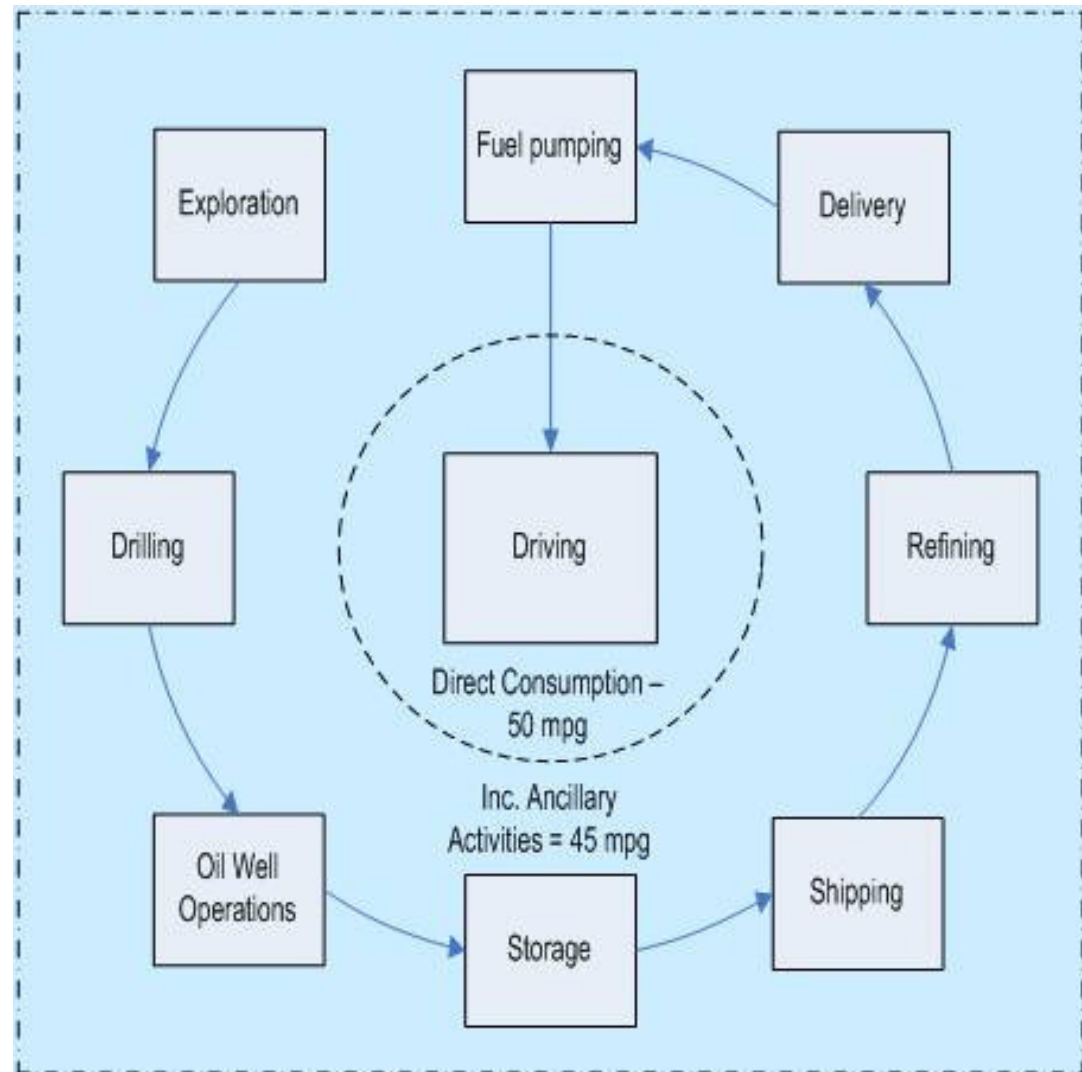 Fuel pumping
Exploration
Delivery
Drilling
Driving
Refining
Direct Consumption –
50 mpg
Inc. Ancillary
Activities = 45 mpg
Oil Well
Operations
Storage
Shipping